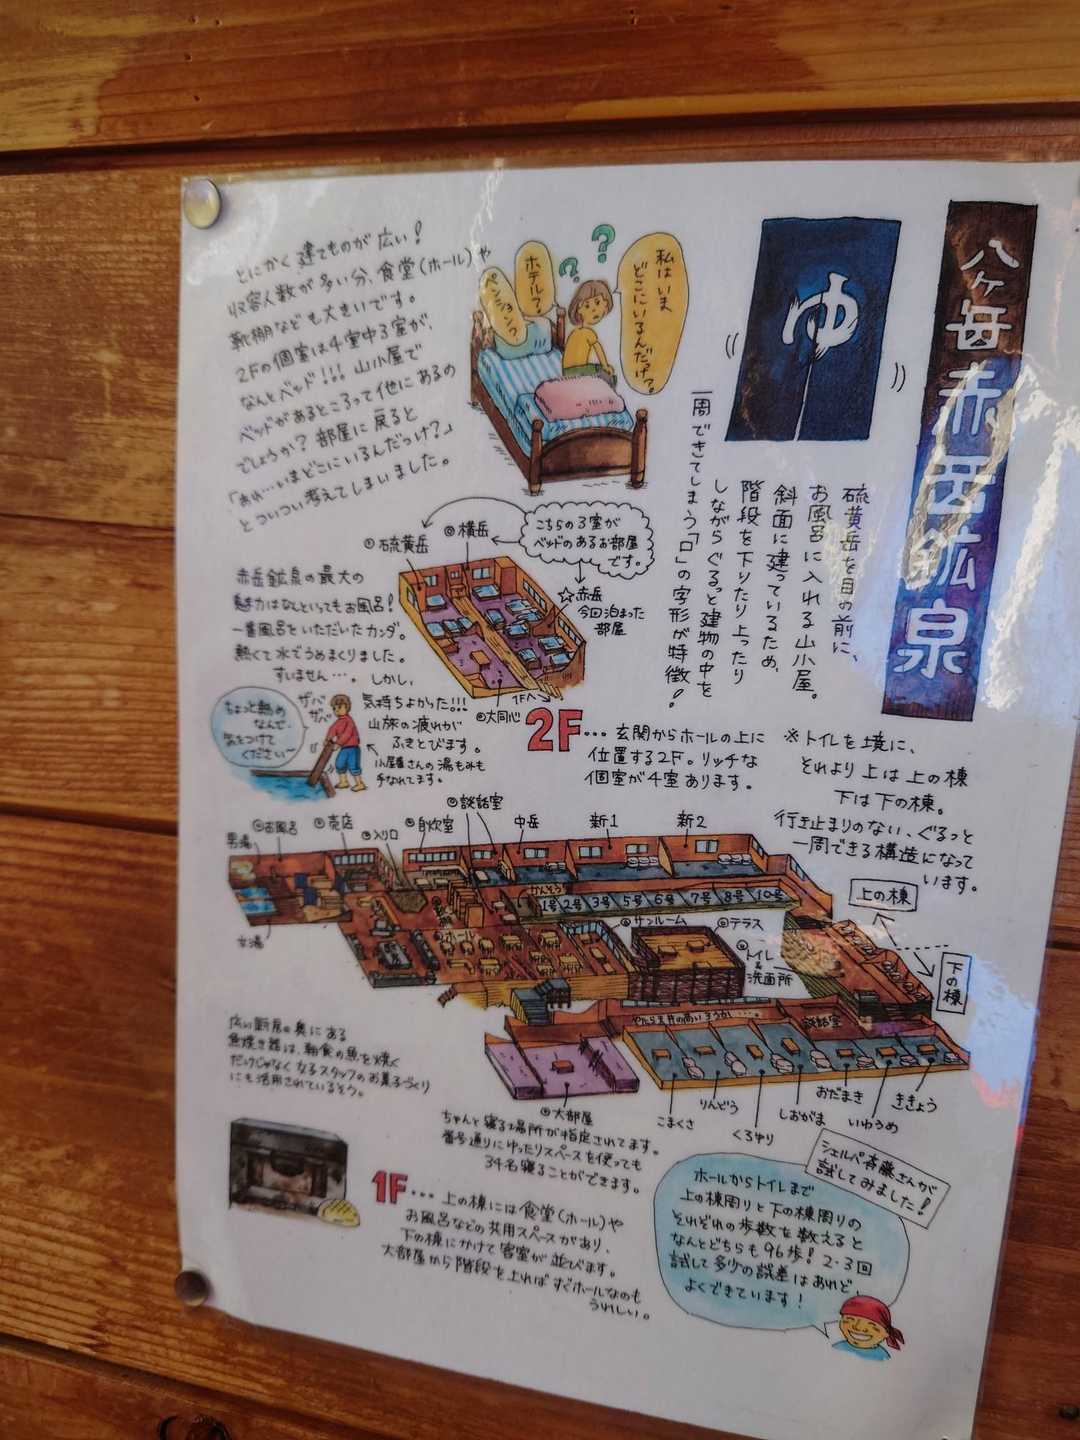 八ヶ岳赤岳鉱泉
ゆ
硫黄岳を目の前に、
お風呂に入れる山小屋。
斜面に建っているため、
階段を下りたり上ったり
しながらぐるっと建物の中を
一周できてしまう「ロ」の字形が特徴!
私はいま
どこにいるんだっけ?
ホテル?
ペンション?
とにかく建てものが広い!
収容人数が多い分、食堂(ホール)や
靴棚なども大きいです。
2Fの個室は4室中3室が、
なんとベッド!!! 山小屋で
ベッドがあるところって他にあるの
でしょうか? 部屋に戻ると
「あれ…いまどこにいるんだっけ?」
とついつい考えてしまいました。
こちらの3室が
ベッドのあるお部屋
です。
硫黄岳
横岳
☆赤岳
今回泊まった
部屋
大同心
1Fへ
赤岳鉱泉の最大の
魅力はなんといってもお風呂!
一番風呂をいただいたカンダ。
熱くて水でうめまくりました。
すいません…。しかし、
気持ちよかった!!!
山旅の疲れが
ふきとびます。
小屋番さんの湯もみも
手なれてます。
ちょっと熱め
なんで、
気をつけて
ください〜
ザバ
ザバ
2F… 玄関からホールの上に
位置する2F。リッチな
個室が4室あります。
※トイレを境に、
それより上は上の棟
下は下の棟。
行き止まりのない、ぐるっと
一周できる構造になって
います。
上の棟
下の棟
男湯
お風呂
売店
入り口
自炊室
談話室
中岳
新1
新2
女湯
かんそう
1号
2号
3号
5号
6号
7号
8号
10号
ホール
サンルーム
テラス
トイレ
&
洗面所
やたら天井の高いろうか…。
談話室
大部屋
こまくさ
りんどう
くろゆり
しおがま
おだまき
いわうめ
ききょう
広い厨房の奥にある
魚焼き器は、朝食の魚を焼く
だけじゃなくなるスタッフのお菓子づくり
にも活用されているそう。
ちゃんと寝る場所が指定されてます。
番号通りにゆったりスペースを使っても
34名寝ることができます。
1F… 上の棟には食堂(ホール)や
お風呂などの共用スペースがあり、
下の棟にかけて客室が並びます。
大部屋から階段を上ればすぐホールなのも
うれしい。
シェルパ斉藤さんが
試してみました!
ホールからトイレまで
上の棟周りと下の棟周りの
それぞれの歩数を数えると
なんとどちらも96歩! 2・3回
試して多少の誤差はあれど、
よくできています!